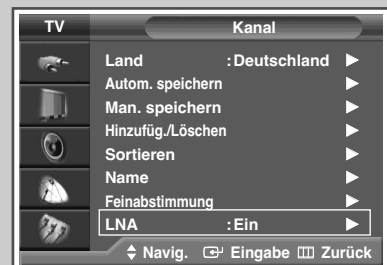 TV Kanal
Land :Deutschland
Autom. speichern
Man. speichern
Hinzufüg./Löschen
Sortieren
Name
Feinabstimmung
LNA :Ein
Navig. Eingabe Zurück